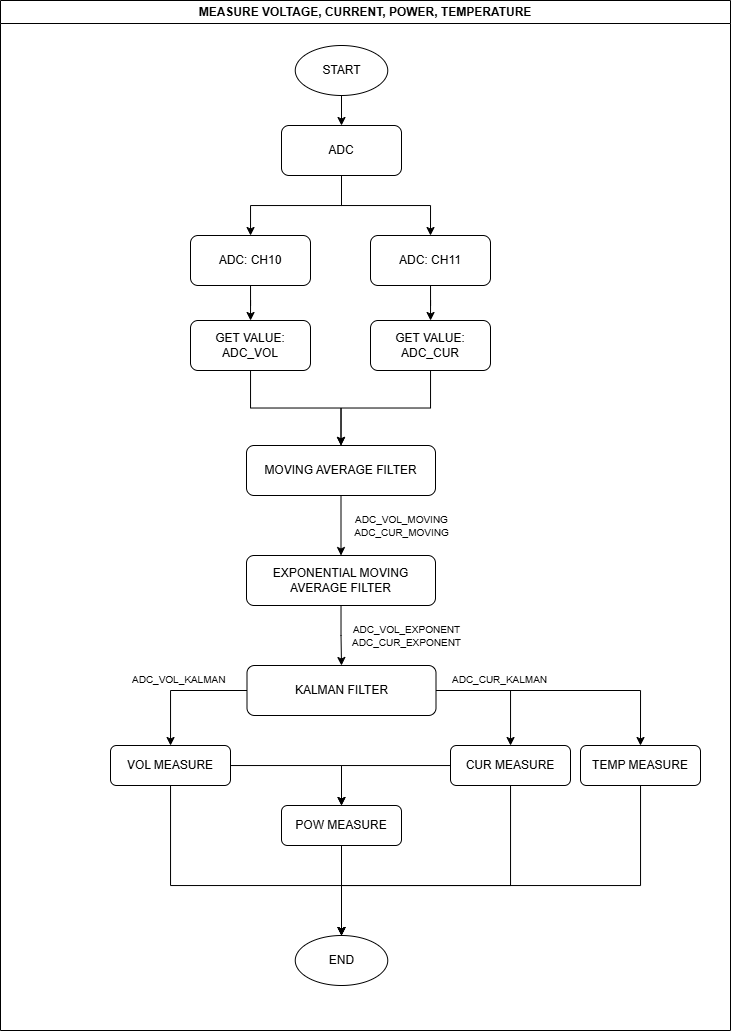 MEASURE VOLTAGE, CURRENT, POWER, TEMPERATURE
START
ADC
ADC: CH10
ADC: CH11
GET VALUE:
ADC_VOL
GET VALUE:
ADC_CUR
MOVING AVERAGE FILTER
ADC_VOL_MOVING
ADC_CUR_MOVING
EXPONENTIAL MOVING
AVERAGE FILTER
ADC_VOL_EXPONENT
ADC_CUR_EXPONENT
ADC_VOL_KALMAN
KALMAN FILTER
ADC_CUR_KALMAN
VOL MEASURE
CUR MEASURE
TEMP MEASURE
POW MEASURE
END